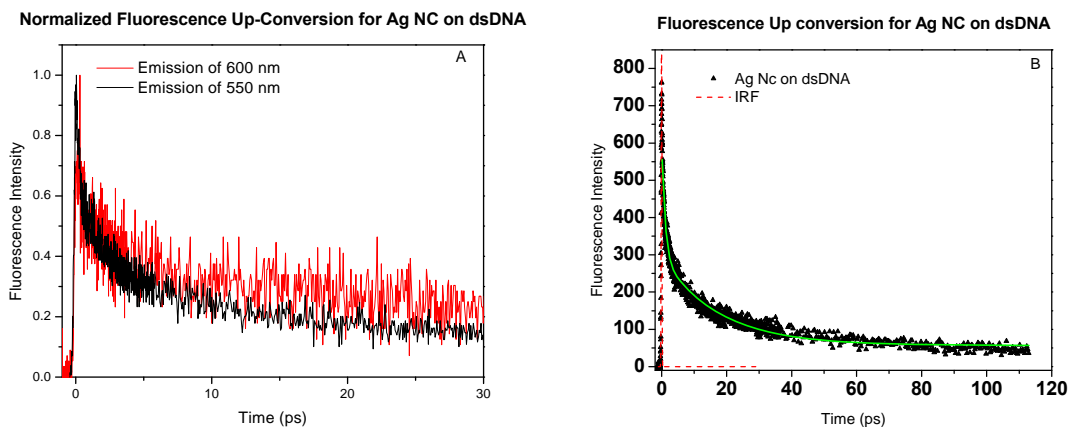 Normalized Fluorescence Up-Conversion for Ag NC on dsDNA
A
Emission of 600 nm
Emission of 550 nm
1.0
0.8
0.6
0.4
0.2
0.0
Fluorescence Intensity
0 10 20 30
Time (ps)
Fluorescence Up conversion for Ag NC on dsDNA
B
Ag Nc on dsDNA
IRF
800
700
600
500
400
300
200
100
0
Fluorescence Intensity
0 20 40 60 80 100 120
Time (ps)